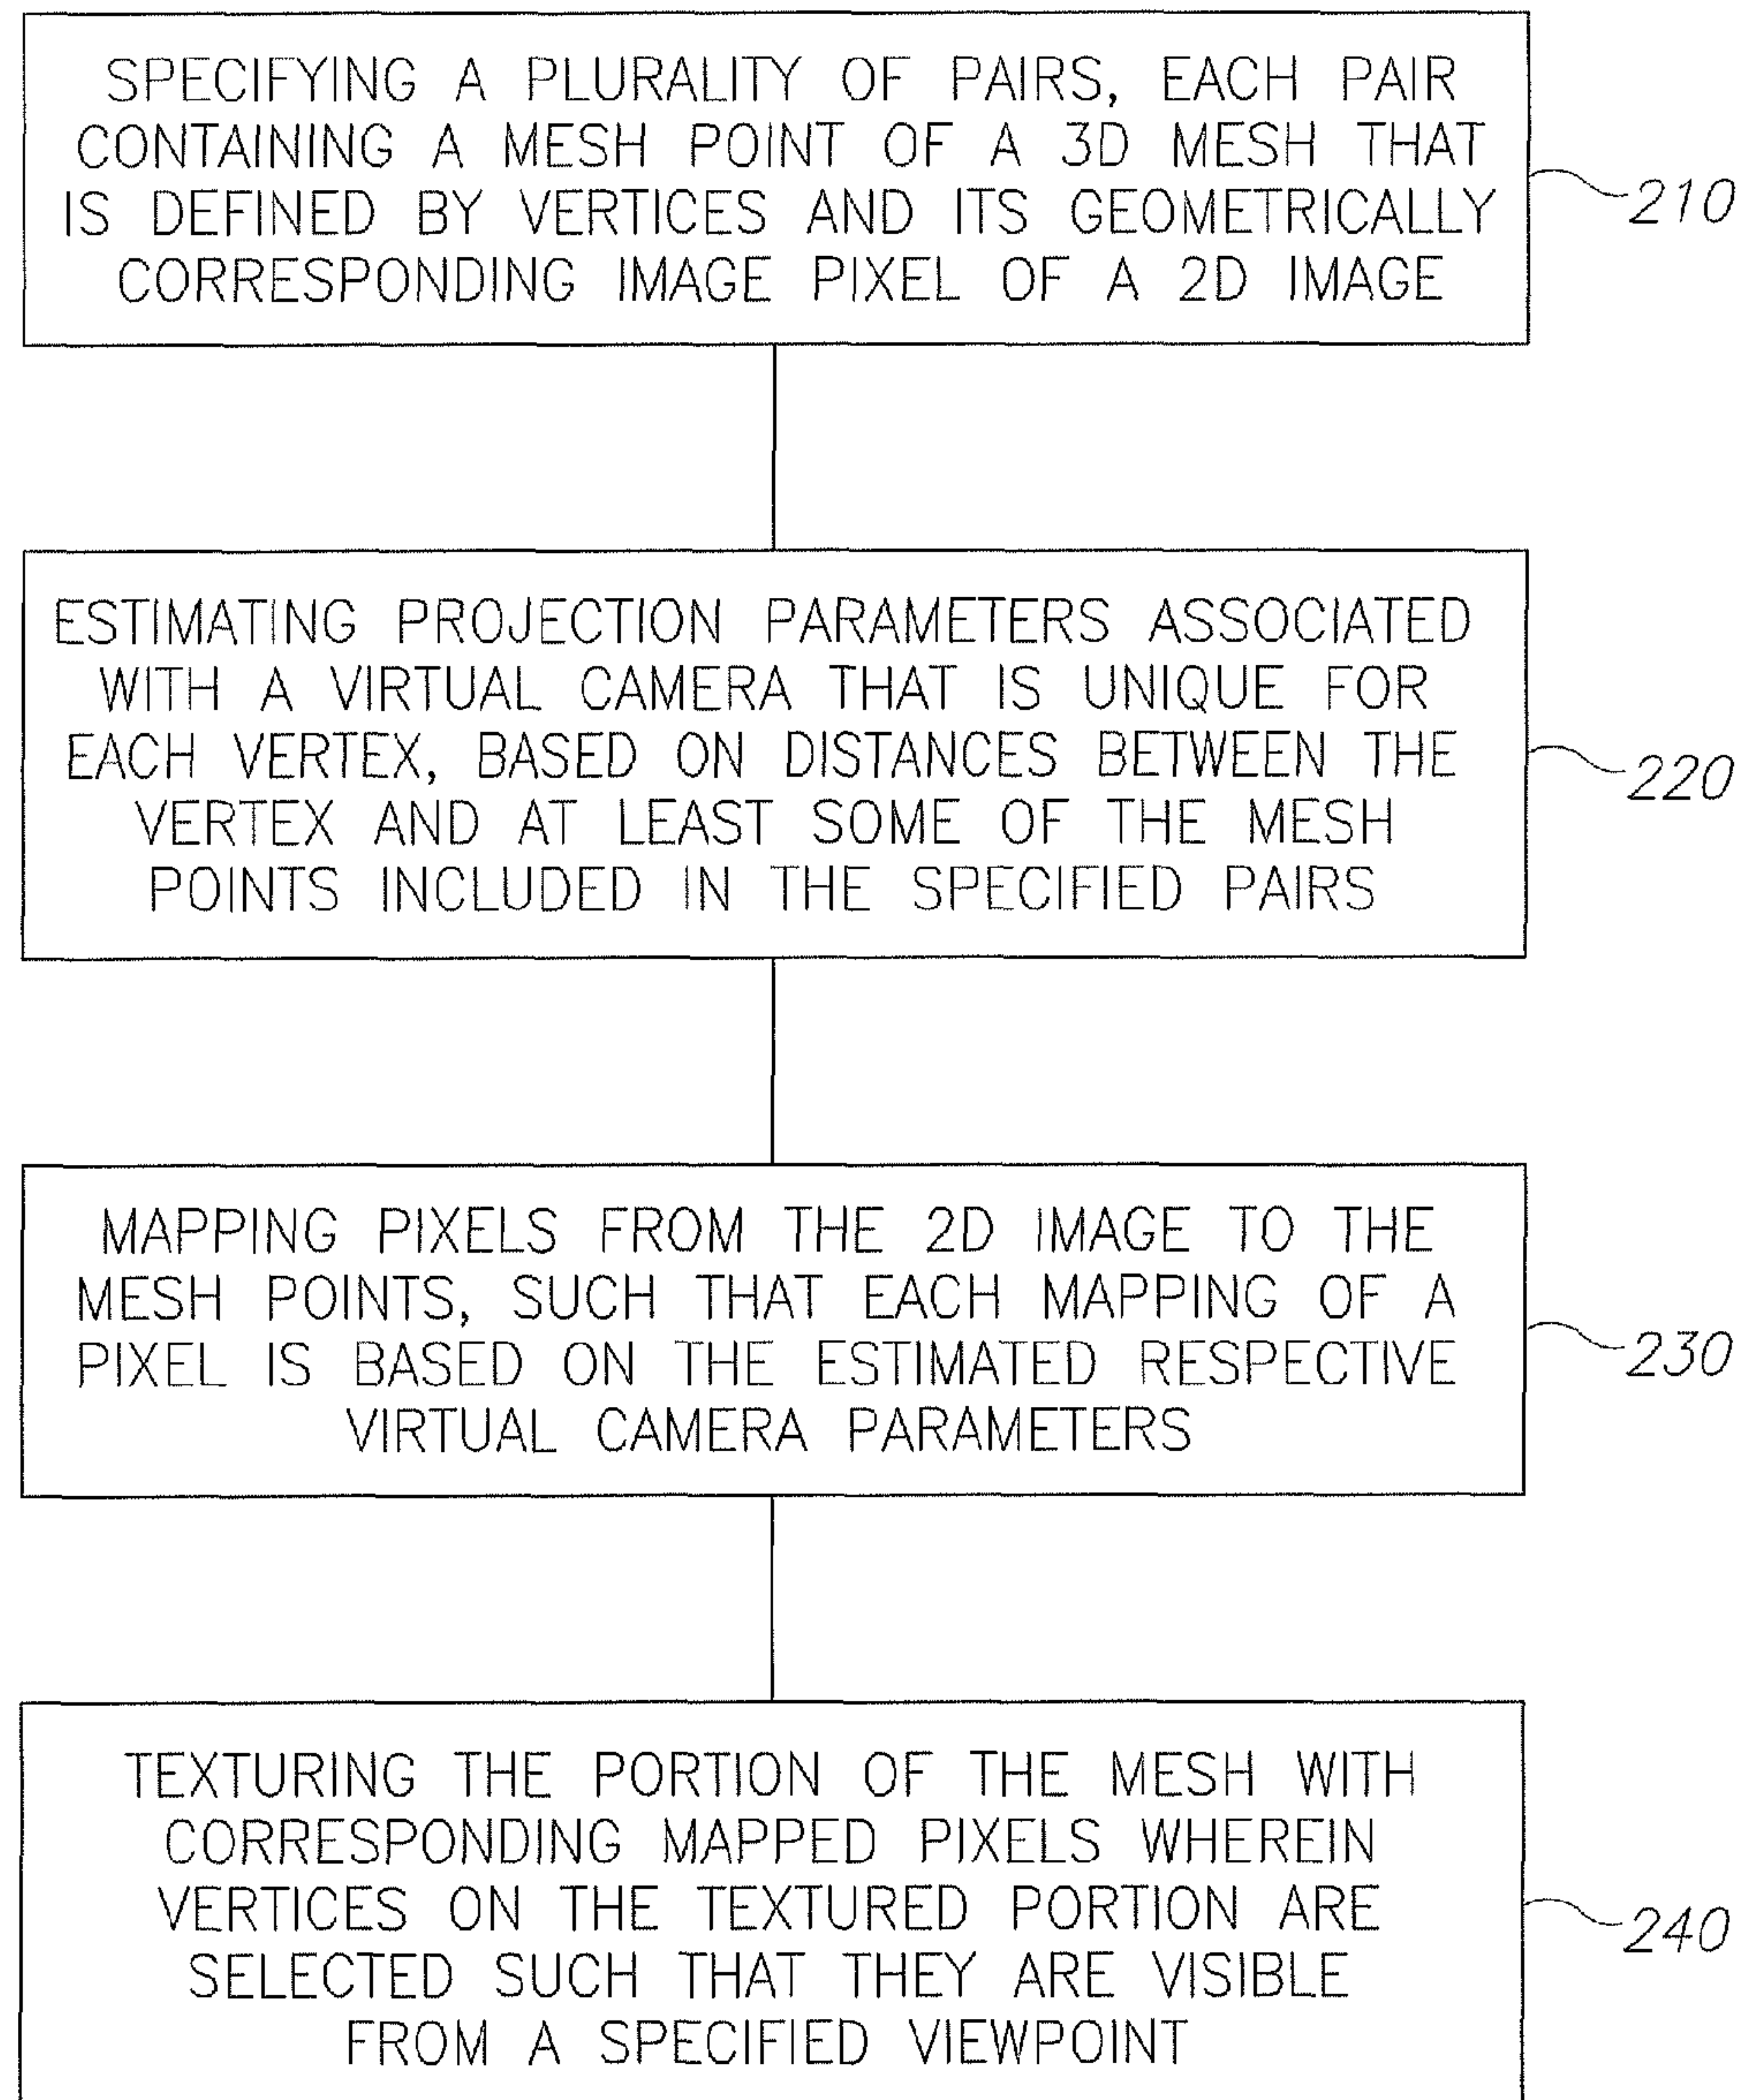 SPECIFYING A PLURALITY OF PAIRS, EACH PAIR
CONTAINING A MESH POINT OF A 3D MESH THAT
IS DEFINED BY VERTICES AND ITS GEOMETRICALLY
CORRESPONDING IMAGE PIXEL OF A 2D IMAGE
210
ESTIMATING PROJECTION PARAMETERS ASSOCIATED
WITH A VIRTUAL CAMERA THAT IS UNIQUE FOR
EACH VERTEX, BASED ON DISTANCES BETWEEN THE
VERTEX AND AT LEAST SOME OF THE MESH
POINTS INCLUDED IN THE SPECIFIED PAIRS
220
MAPPING PIXELS FROM THE 2D IMAGE TO THE
MESH POINTS, SUCH THAT EACH MAPPING OF A
PIXEL IS BASED ON THE ESTIMATED RESPECTIVE
VIRTUAL CAMERA PARAMETERS
230
TEXTURING THE PORTION OF THE MESH WITH
CORRESPONDING MAPPED PIXELS WHEREIN
VERTICES ON THE TEXTURED PORTION ARE
SELECTED SUCH THAT THEY ARE VISIBLE
FROM A SPECIFIED VIEWPOINT
240